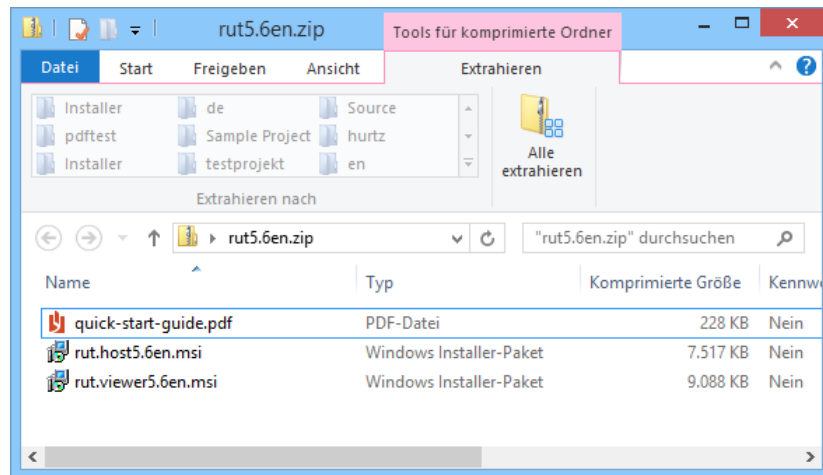 rut5.6en.zip
Tools für komprimierte Ordner
Datei Start Freigeben Ansicht Extrahieren
Installer de Source
pdftest Sample Project hurtz
Installer testprojekt en
Alle
extrahieren
Extrahieren nach
rut5.6en.zip
"rut5.6en.zip" durchsuchen
Name Typ Komprimierte Größe Kennwo
quick-start-guide.pdf PDF-Datei 228 KB Nein
rut.host5.6en.msi Windows Installer-Paket 7.517 KB Nein
rut.viewer5.6en.msi Windows Installer-Paket 9.088 KB Nein